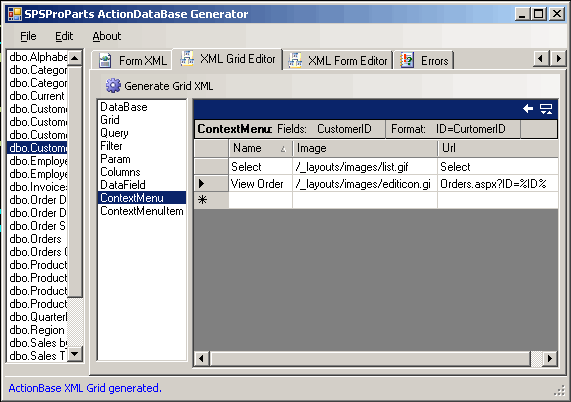 SPSProParts ActionDataBase Generator
File Edit About
dbo.Alphabe
dbo.Categor
dbo.Categor
dbo.Current
dbo.Custome
dbo.Custome
dbo.Custome
dbo.Employe
dbo.Employe
dbo.Invoices
dbo.Order D
dbo.Order D
dbo.Order Su
dbo.Orders
dbo.Orders Q
dbo.Product
dbo.Product
dbo.Product
dbo.Quarterl
dbo.Region
dbo.Sales by
dbo.Sales T
Form XML XML Grid Editor XML Form Editor Errors
Generate Grid XML
DataBase
Grid
Query
Filter
Param
Columns
DataField
ContextMenu
ContextMenuItem
ContextMenu: Fields: CustomerID Format: ID=CurtomerID
Name Image Url
Select /_layouts/images/list.gif Select
View Order /_layouts/images/editicon.gi Orders.aspx?ID=%ID%
ActionBase XML Grid generated.